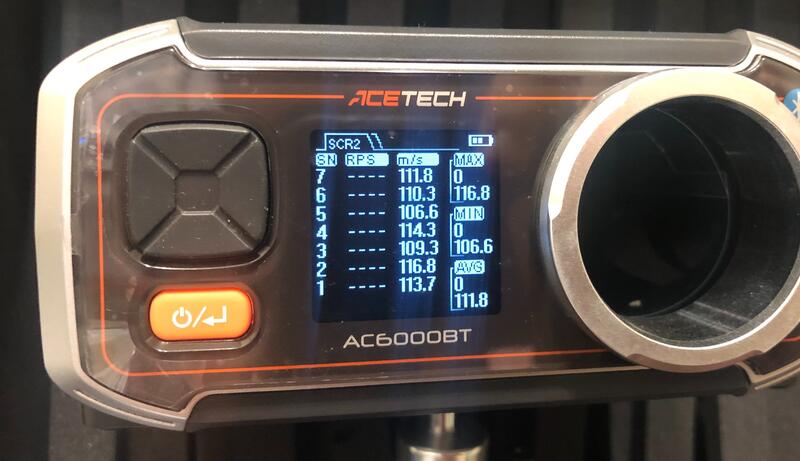 ACETECH
SCR2
SN RPS m/s MAX
7 ---- 111.8 0
6 ---- 110.3 116.8
5 ---- 106.6 MIN
4 ---- 114.3 0
3 ---- 109.3 106.6
2 ---- 116.8 AVG
1 ---- 113.7 0
111.8
AC6000BT